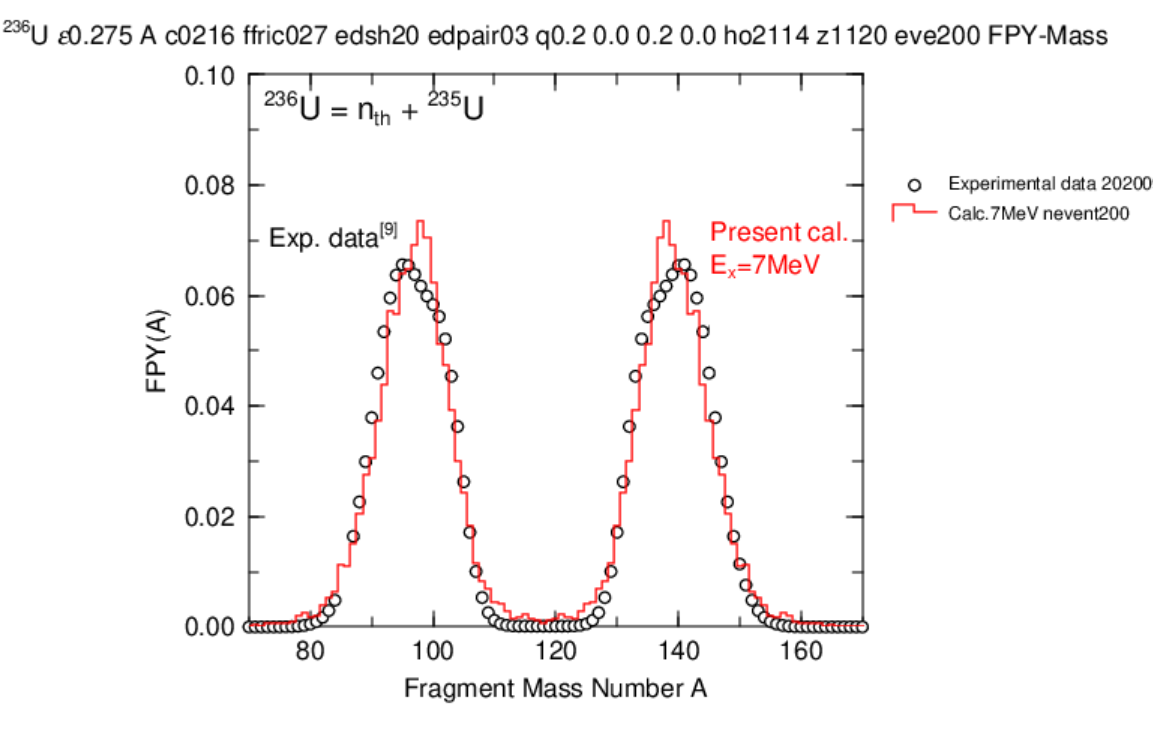 ²³⁶U ε0.275 A c0216 ffric027 edsh20 edpair03 q0.2 0.0 0.2 0.0 ho2114 z1120 eve200 FPY-Mass
0.10
²³⁶U = nth + ²³⁵U
0.08
Experimental data 20200
Calc.7MeV nevent200
Exp. data[9]
Present cal.
Ex=7MeV
0.06
FPY(A)
0.04
0.02
0.00
80 100 120 140 160
Fragment Mass Number A